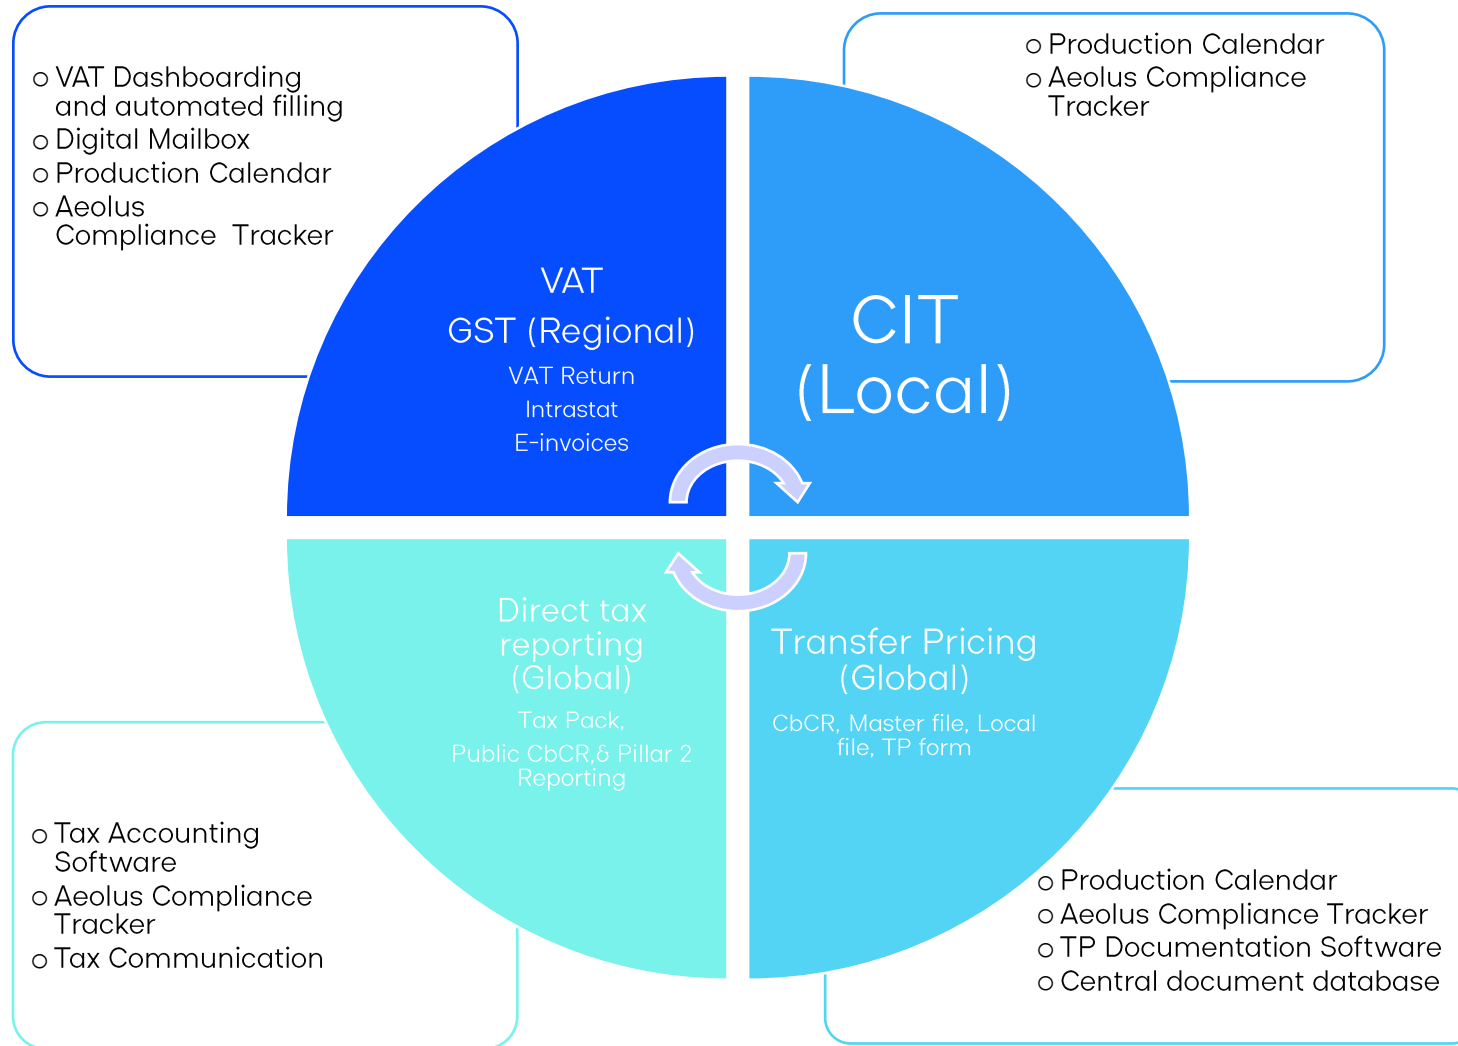 ○ VAT Dashboarding
and automated filling
○ Digital Mailbox
○ Production Calendar
○ Aeolus
Compliance Tracker
○ Production Calendar
○ Aeolus Compliance
Tracker
VAT
GST (Regional)
VAT Return
Intrastat
E-invoices
CIT
(Local)
Direct tax
reporting
(Global)
Tax Pack,
Public CbCR,& Pillar 2
Reporting
Transfer Pricing
(Global)
CbCR, Master file, Local
file, TP form
○ Tax Accounting
Software
○ Aeolus Compliance
Tracker
○ Tax Communication
○ Production Calendar
○ Aeolus Compliance Tracker
○ TP Documentation Software
○ Central document database